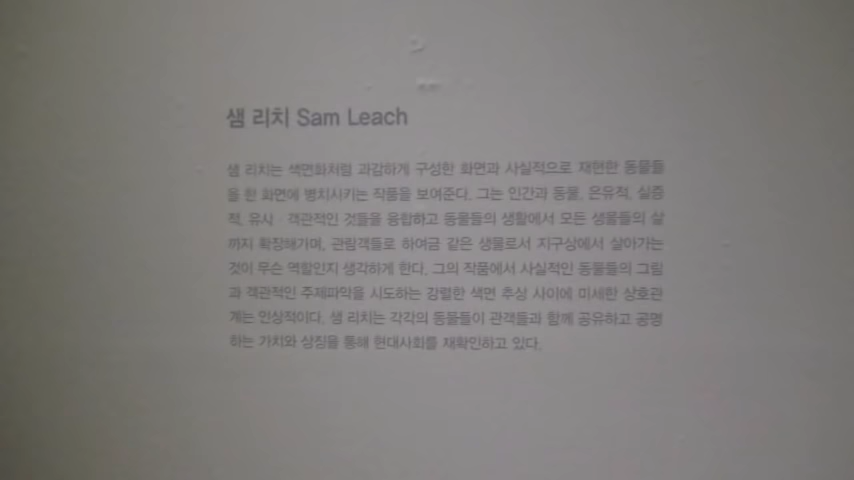 샘 리치 Sam Leach
샘 리치는 색면화처럼 과감하게 구성한 화면과 사실적으로 재현한 동물들
을 한 화면에 병치시키는 작품을 보여준다. 그는 인간과 동물, 은유적, 실증
적, 유사 · 객관적인 것들을 융합하고 동물들의 생활에서 모든 생물들의 삶
까지 확장해가며, 관람객들로 하여금 같은 생물로서 지구상에서 살아가는
것이 무슨 역할인지 생각하게 한다. 그의 작품에서 사실적인 동물들의 그림
과 객관적인 주제파악을 시도하는 강렬한 색면 추상 사이에 미세한 상호관
계는 인상적이다. 샘 리치는 각각의 동물들이 관객들과 함께 공유하고 공명
하는 가치와 상징을 통해 현대사회를 재확인하고 있다.